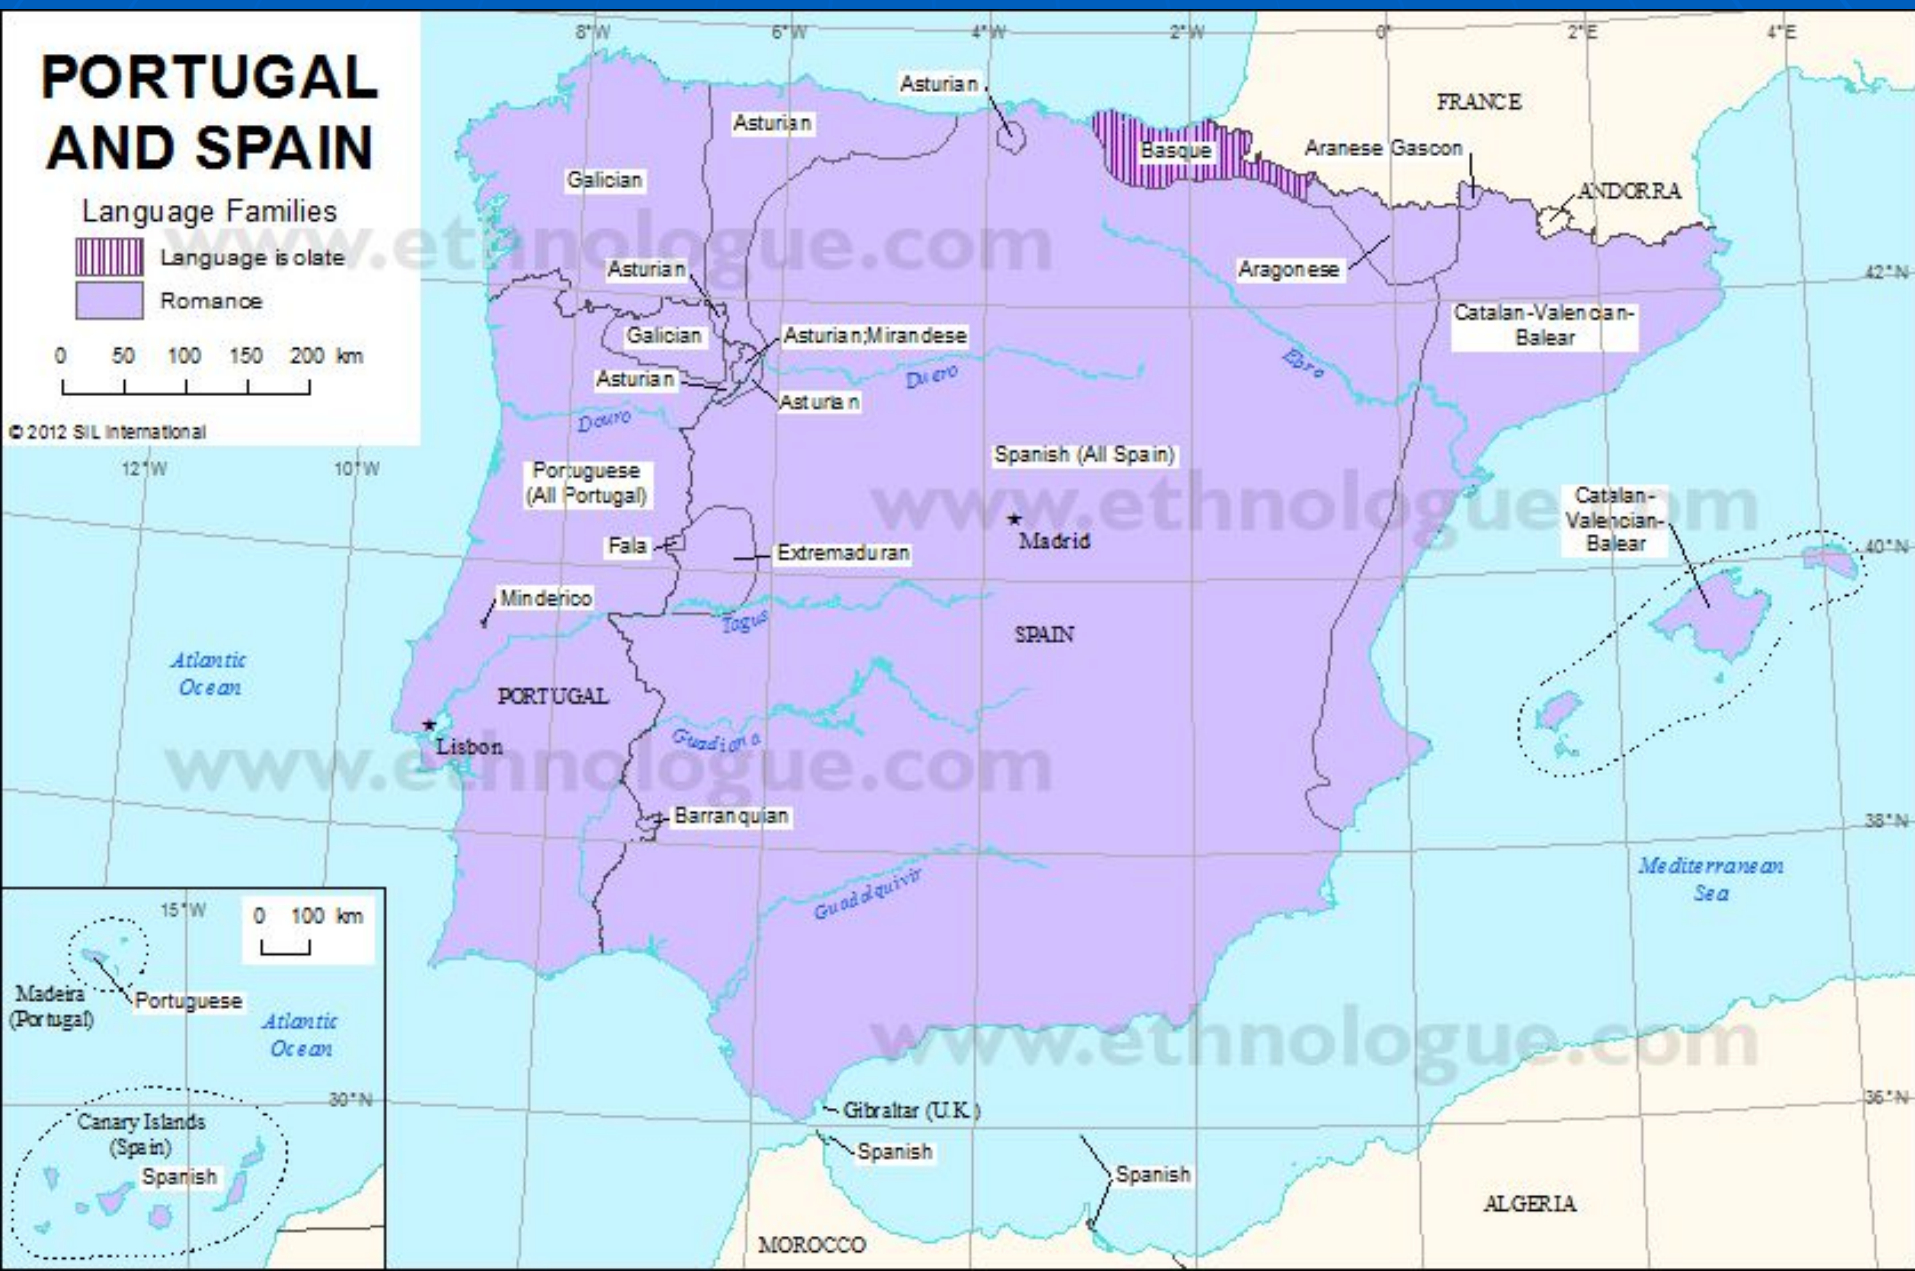 PORTUGAL
AND SPAIN
Language Families
Language isolate
Romance
0 50 100 150 200 km
© 2012 SIL International
8°W 6°W 4°W 2°W 0° 2°E 4°E
Asturian
FRANCE
Asturian
Basque
Aranese Gascon
Galician
ANDORRA
www.ethnologue.com
Asturian
Aragonese
42°N
Catalan-Valencian-
Balear
Galician
Asturian;Mirandese
Ebro
Duero
Asturian
Asturian
Douro
Spanish (All Spain)
12°W 10°W
Portuguese
(All Portugal)
www.ethnologue.com
Catalan-
Valencian-
Balear
Madrid
Fala
Extremaduran
40°N
Minderico
Tagus
SPAIN
Atlantic
Ocean
PORTUGAL
Lisbon
Guadiana
www.ethnologue.com
Barranquian
38°N
Mediterranean
Sea
Guadalquivir
15°W
0 100 km
Madeira
(Portugal)
Portuguese
Atlantic
Ocean
www.ethnologue.com
30°N
36°N
Canary Islands
(Spain)
Spanish
Gibraltar (U.K.)
Spanish
Spanish
ALGERIA
MOROCCO